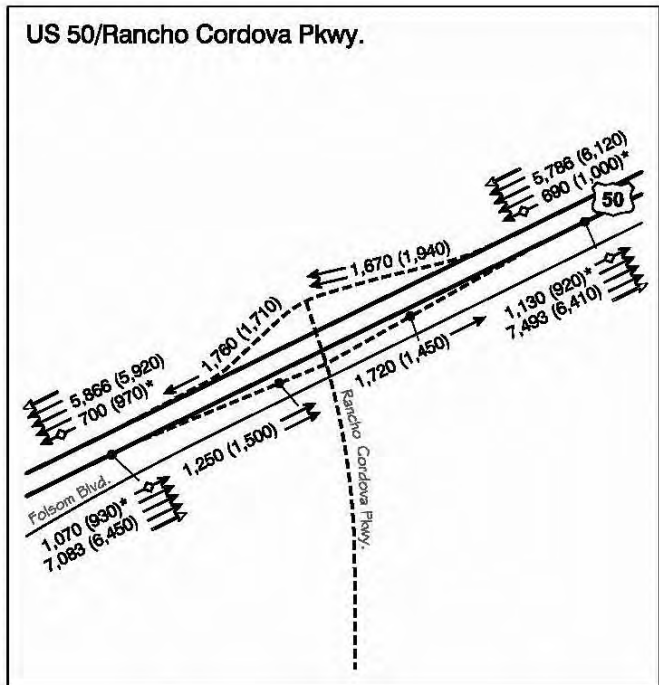 US 50/Rancho Cordova Pkwy.
5,786 (6,120)
690 (1,000)*
50
1,670 (1,940)
1,130 (920)*
7,493 (6,410)
1,760 (1,710)
1,720 (1,450)
5,866 (5,920)
700 (970)*
Rancho
Cordova
Pkwy.
1,250 (1,500)
Folsom Blvd.
1,070 (930)*
7,083 (6,450)